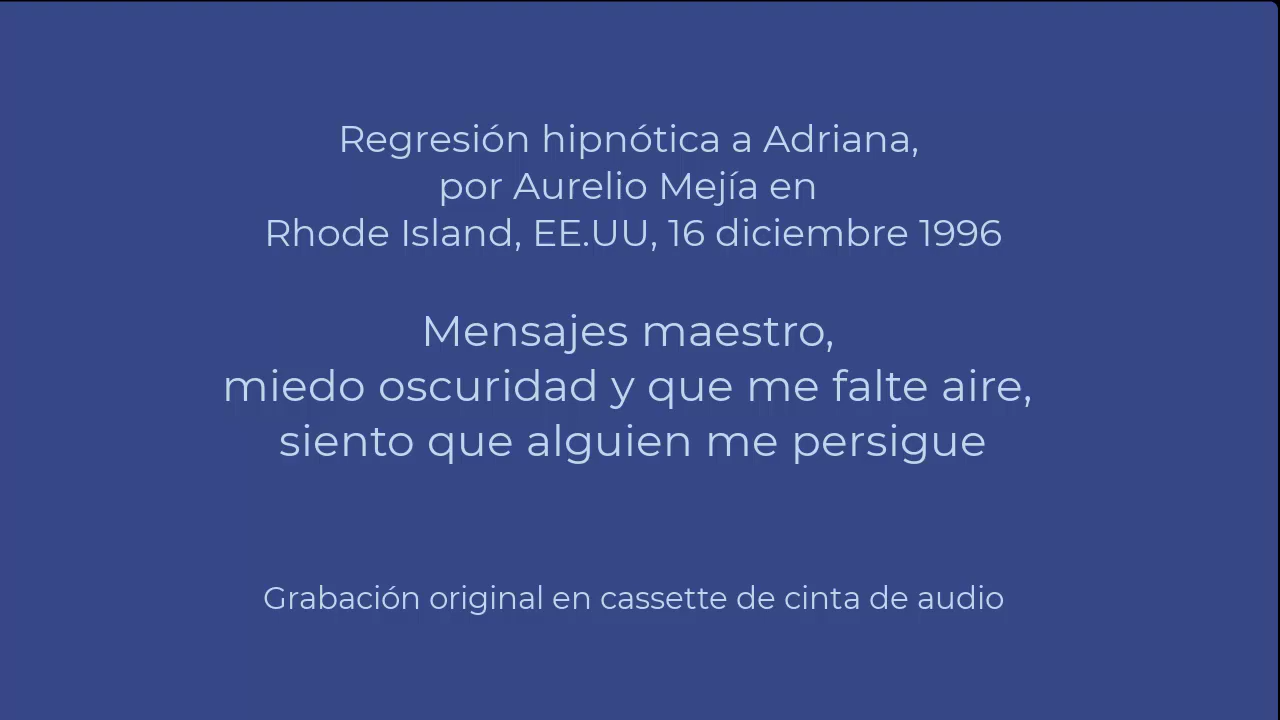 Regresión hipnótica a Adriana,
por Aurelio Mejía en
Rhode Island, EE.UU, 16 diciembre 1996
Mensajes maestro,
miedo oscuridad y que me falte aire,
siento que alguien me persigue
Grabación original en cassette de cinta de audio